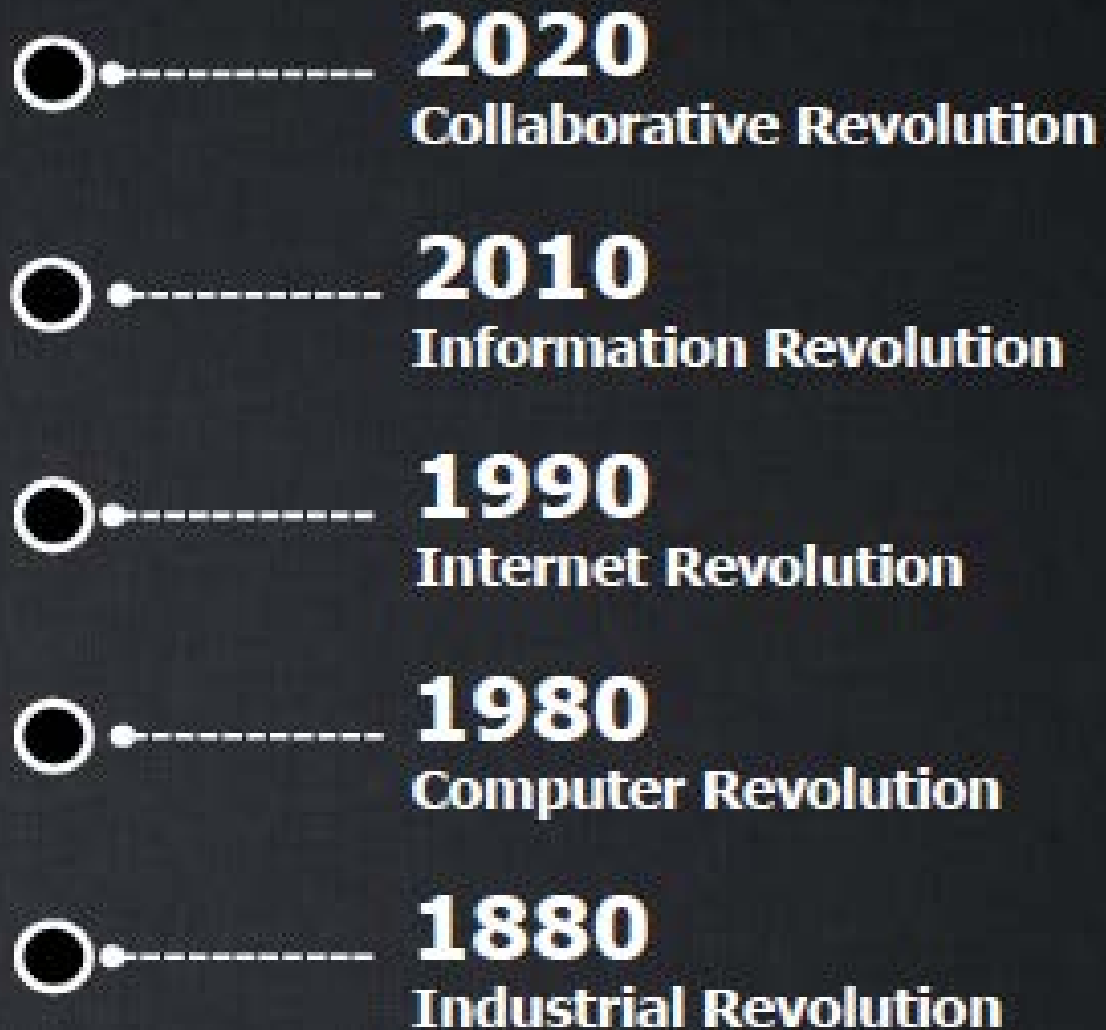 2020
Collaborative Revolution
2010
Information Revolution
1990
Internet Revolution
1980
Computer Revolution
1880
Industrial Revolution